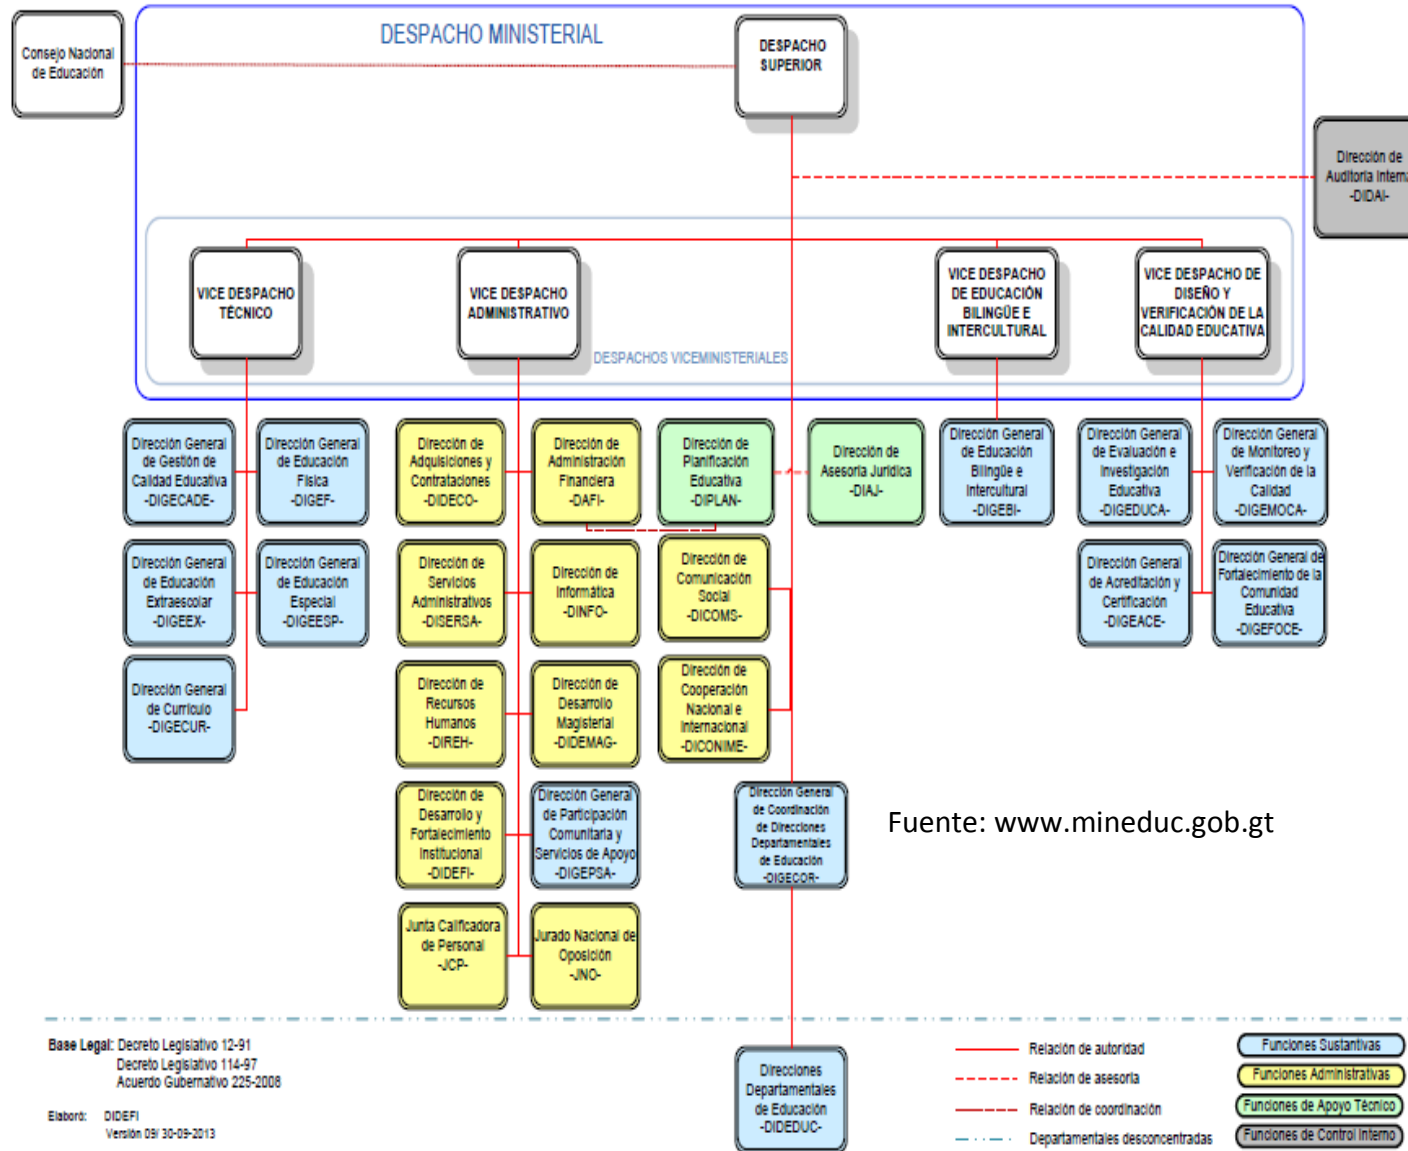 DESPACHO MINISTERIAL
Consejo Nacional
de Educación
DESPACHO
SUPERIOR
Dirección de
Auditoría Interna
-DIDAI-
VICE DESPACHO
TÉCNICO
VICE DESPACHO
ADMINISTRATIVO
VICE DESPACHO
DE EDUCACIÓN
BILINGÜE E
INTERCULTURAL
VICE DESPACHO DE
DISEÑO Y
VERIFICACIÓN DE LA
CALIDAD EDUCATIVA
DESPACHOS VICEMINISTERIALES
Dirección General
de Gestión de
Calidad Educativa
-DIGECADE-
Dirección General
de Educación
Física
-DIGEF-
Dirección de
Adquisiciones y
Contrataciones
-DIDECO-
Dirección de
Administración
Financiera
-DAFI-
Dirección de
Planificación
Educativa
-DIPLAN-
Dirección de
Asesoría Jurídica
-DIAJ-
Dirección General
de Educación
Bilingüe e
Intercultural
-DIGEBI-
Dirección General
de Evaluación e
Investigación
Educativa
-DIGEDUCA-
Dirección General
de Monitoreo y
Verificación de la
Calidad
-DIGEMOCA-
Dirección General
de Educación
Extraescolar
-DIGEEX-
Dirección General
de Educación
Especial
-DIGEESP-
Dirección de
Servicios
Administrativos
-DISERSA-
Dirección de
Informática
-DINFO-
Dirección de
Comunicación
Social
-DICOMS-
Dirección General
de Acreditación y
Certificación
-DIGEACE-
Dirección General de
Fortalecimiento de la
Comunidad
Educativa
-DIGEFOCE-
Dirección General
de Currículo
-DIGECUR-
Dirección de
Recursos
Humanos
-DIREH-
Dirección de
Desarrollo
Magisterial
-DIDEMAG-
Dirección de
Cooperación
Nacional e
Internacional
-DICONIME-
Dirección de
Desarrollo y
Fortalecimiento
Institucional
-DIDEFI-
Dirección General
de Participación
Comunitaria y
Servicios de Apoyo
-DIGEPSA-
Dirección General
de Coordinación
de Direcciones
Departamentales
de Educación
-DIGECOR-
Fuente: www.mineduc.gob.gt
Junta Calificadora
de Personal
-JCP-
Jurado Nacional de
Oposición
-JNO-
Base Legal: Decreto Legislativo 12-91
Decreto Legislativo 114-97
Acuerdo Gubernativo 225-2008
Elaboró: DIDEFI
Versión 09/ 30-09-2013
Direcciones
Departamentales
de Educación
-DIDEDUC-
Relación de autoridad
Relación de asesoría
Relación de coordinación
Departamentales desconcentradas
Funciones Sustantivas
Funciones Administrativas
Funciones de Apoyo Técnico
Funciones de Control Interno